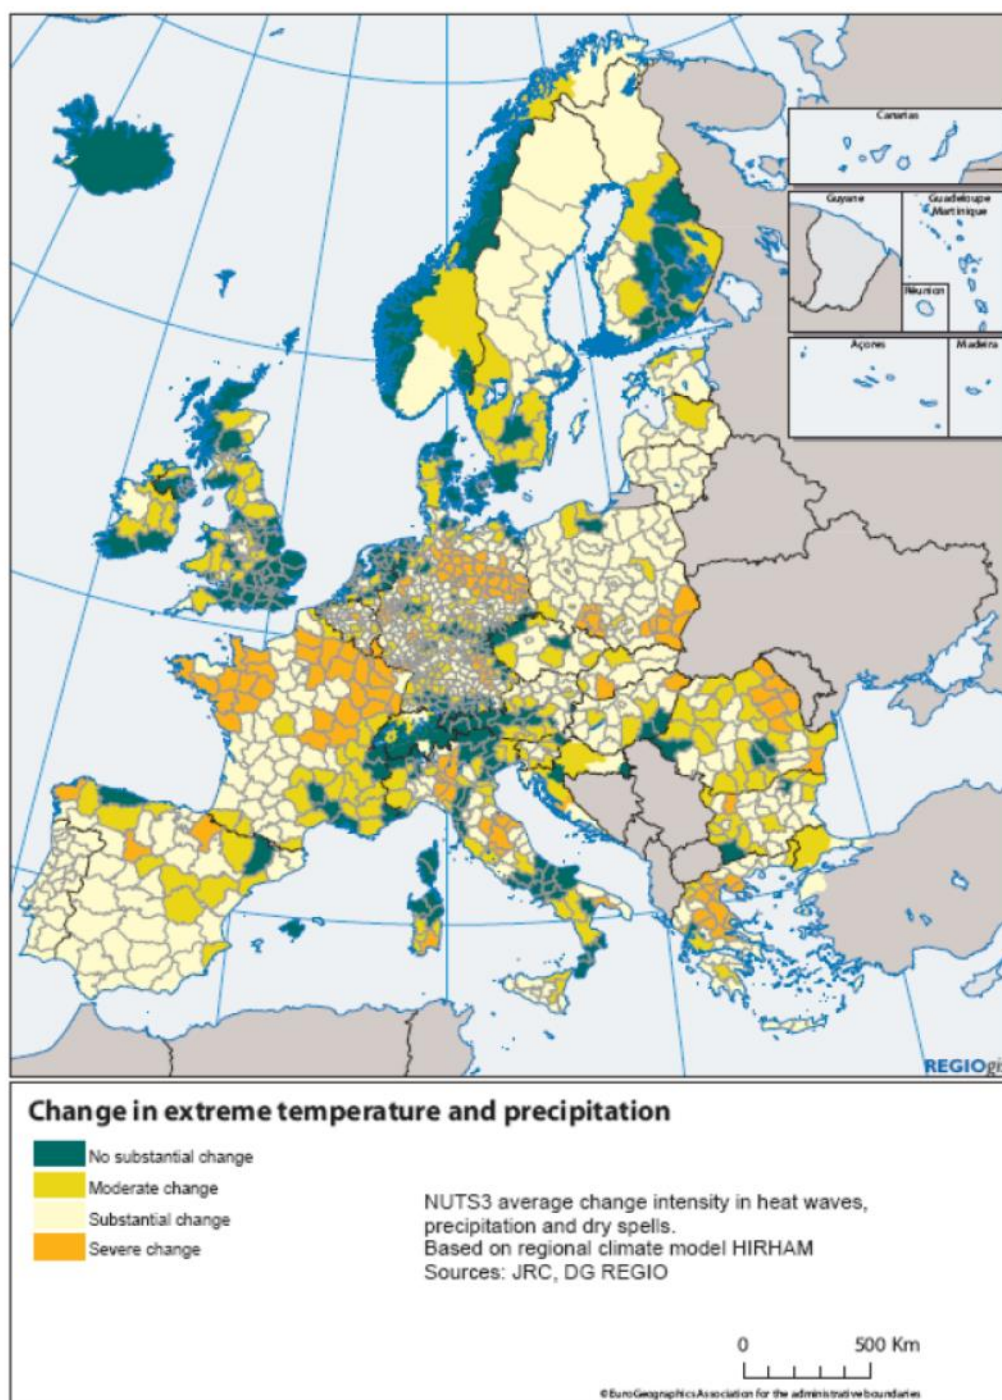 Canarias
Guyane
Guadeloupe
Martinique
Réunion
Açores
Madeira
REGIOgis
Change in extreme temperature and precipitation
No substantial change
Moderate change
Substantial change
Severe change
NUTS3 average change intensity in heat waves,
precipitation and dry spells.
Based on regional climate model HIRHAM
Sources: JRC, DG REGIO
0 500 Km
©EuroGeographics Association for the administrative boundaries